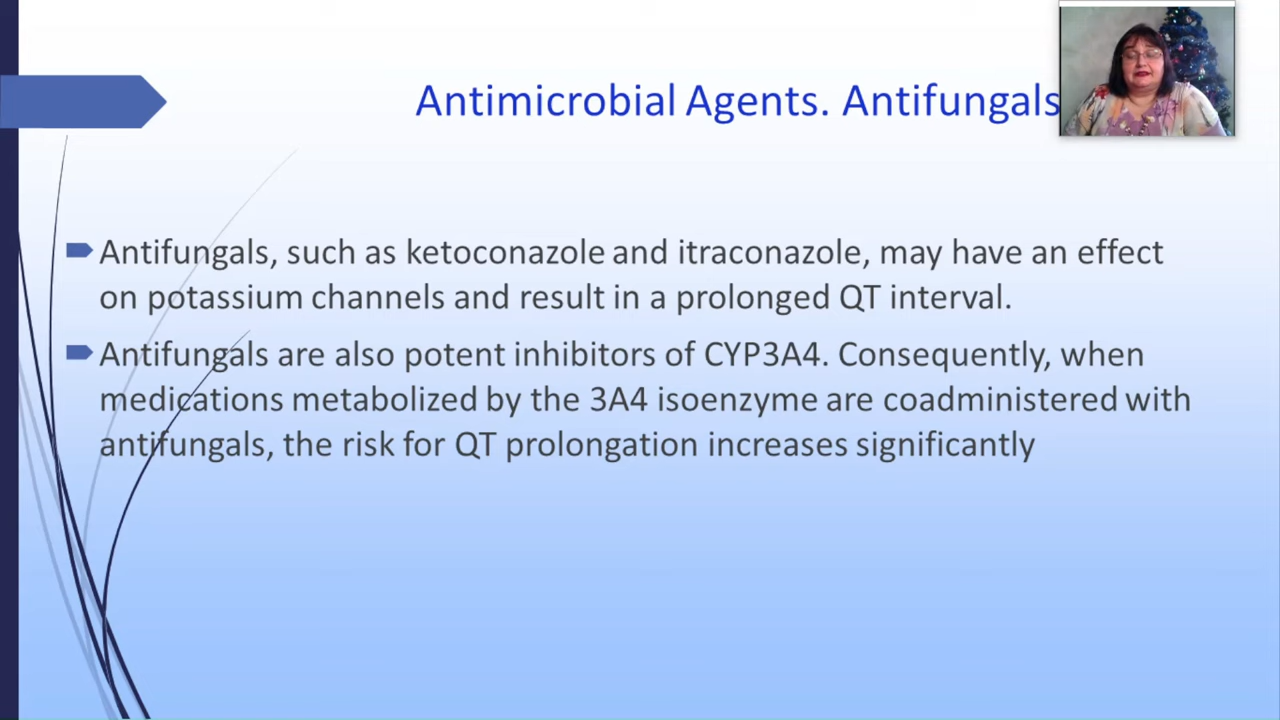 Antimicrobial Agents. Antifungals
Antifungals, such as ketoconazole and itraconazole, may have an effect
on potassium channels and result in a prolonged QT interval.
Antifungals are also potent inhibitors of CYP3A4. Consequently, when
medications metabolized by the 3A4 isoenzyme are coadministered with
antifungals, the risk for QT prolongation increases significantly